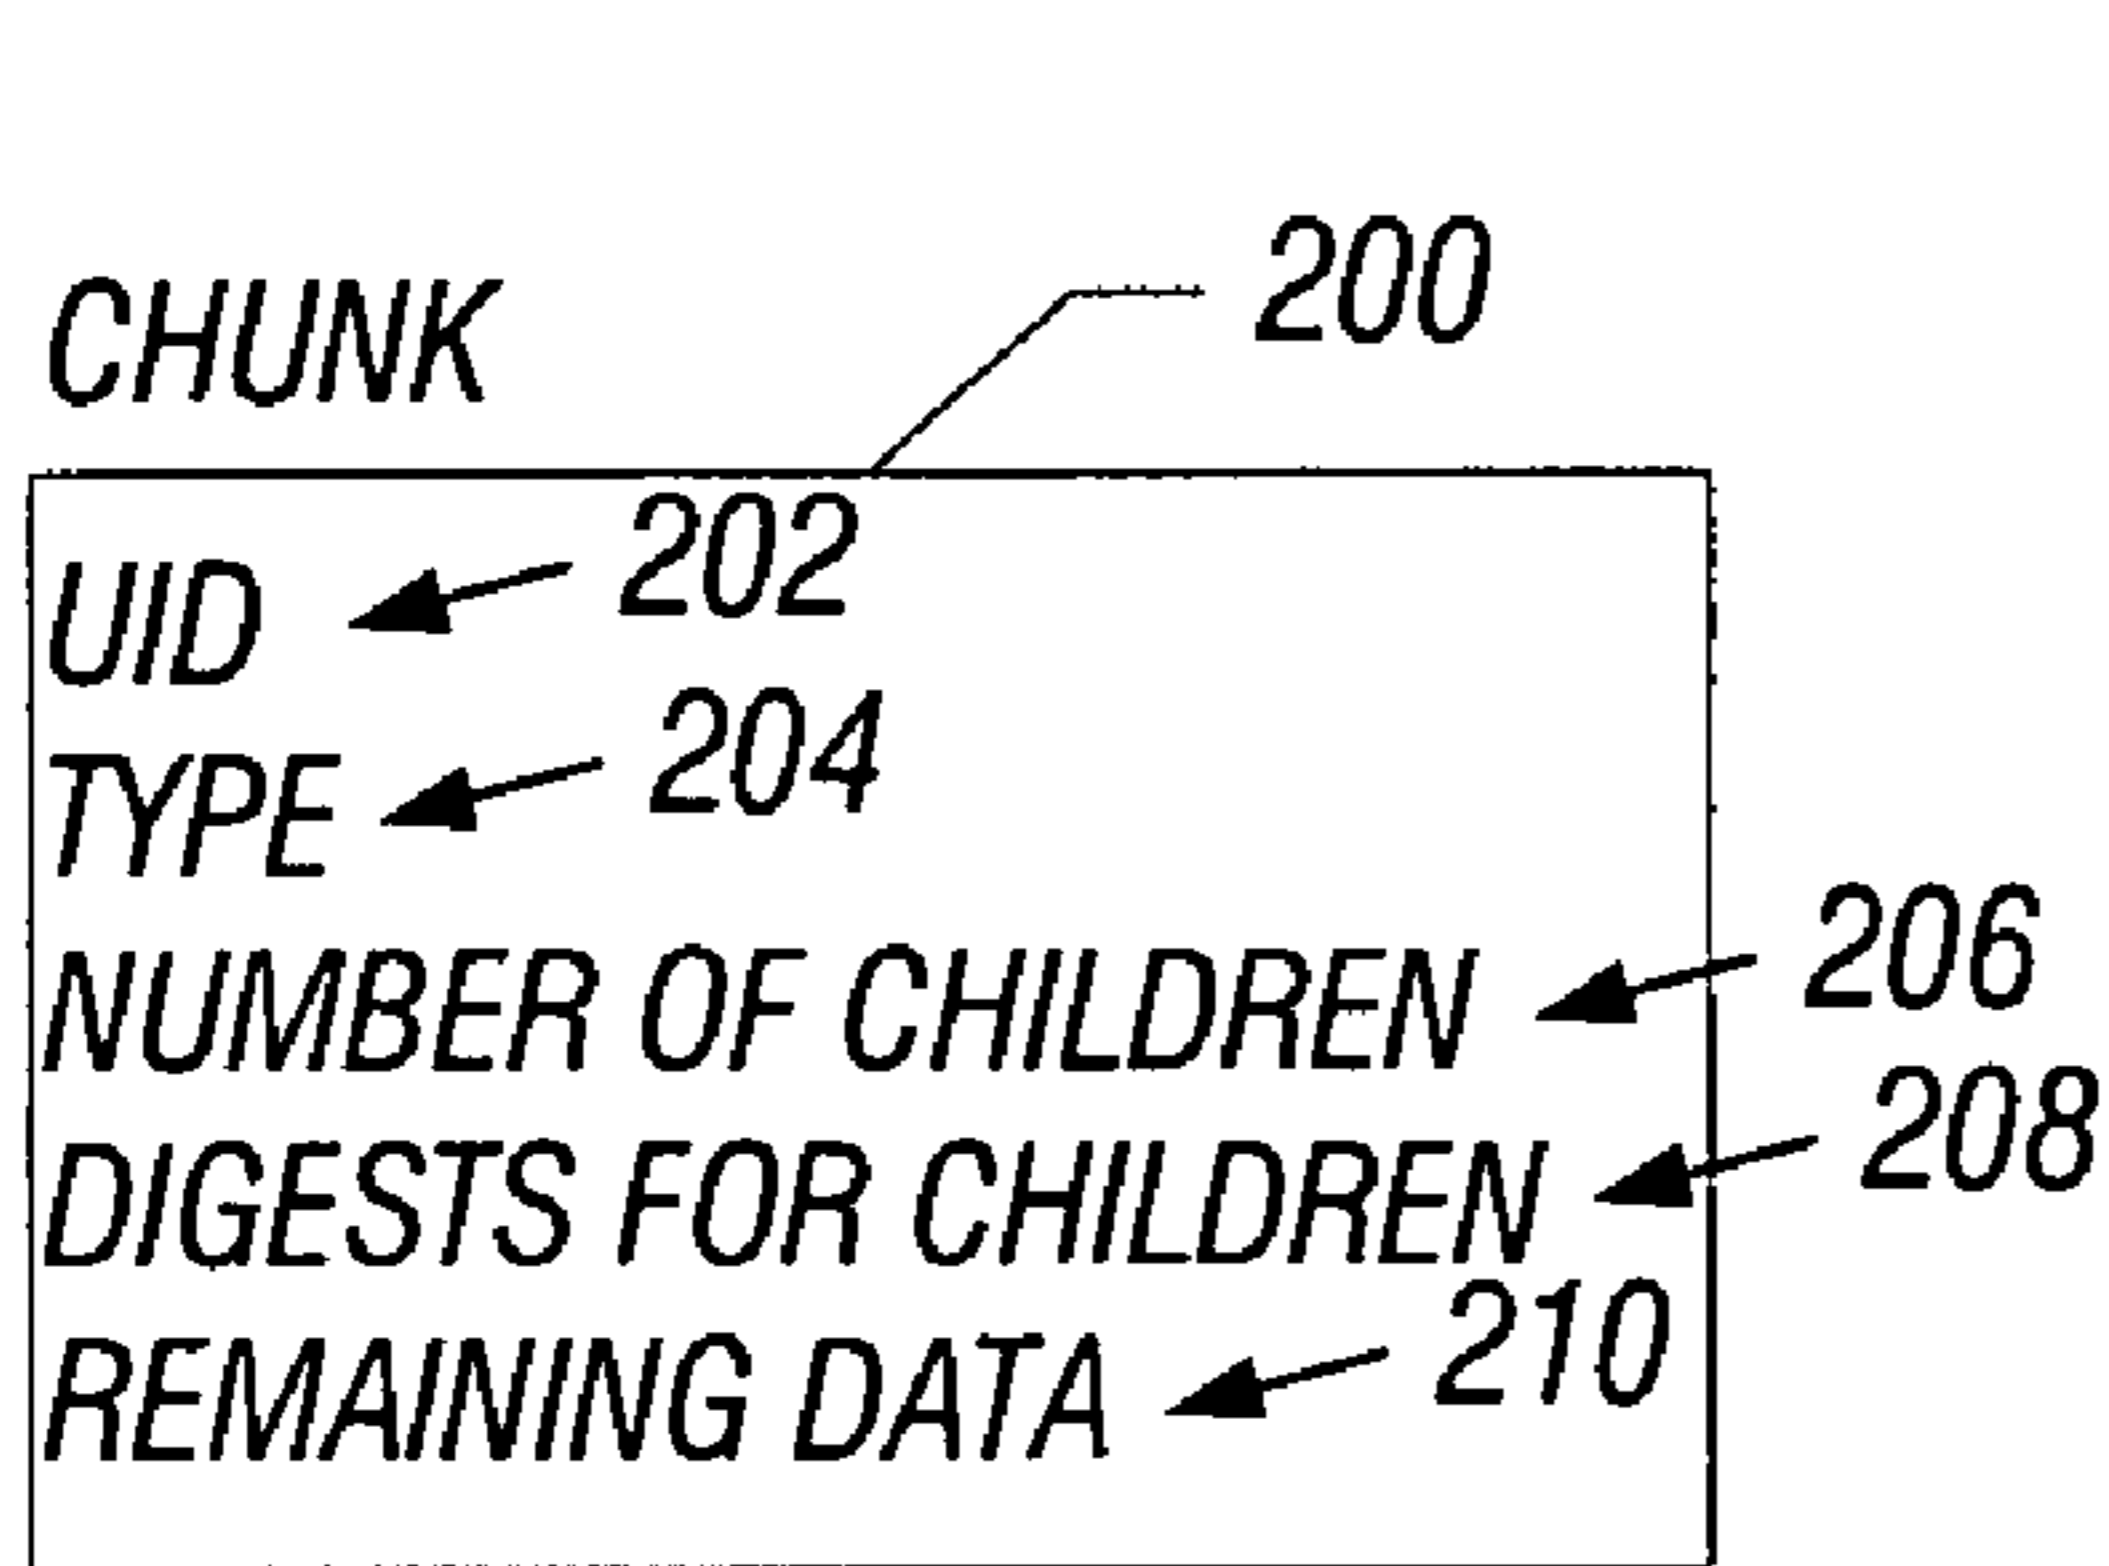 200
CHUNK
UID 202
TYPE 204
NUMBER OF CHILDREN 206
DIGESTS FOR CHILDREN 208
REMAINING DATA 210